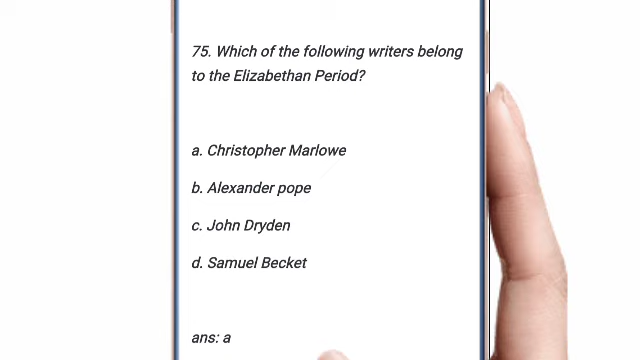 75. Which of the following writers belong
to the Elizabethan Period?
a. Christopher Marlowe
b. Alexander pope
c. John Dryden
d. Samuel Becket
ans: a